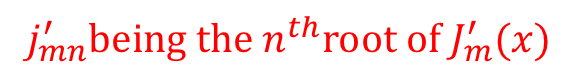 j′ₘₙ being the nᵗʰ root of J′ₘ(x)